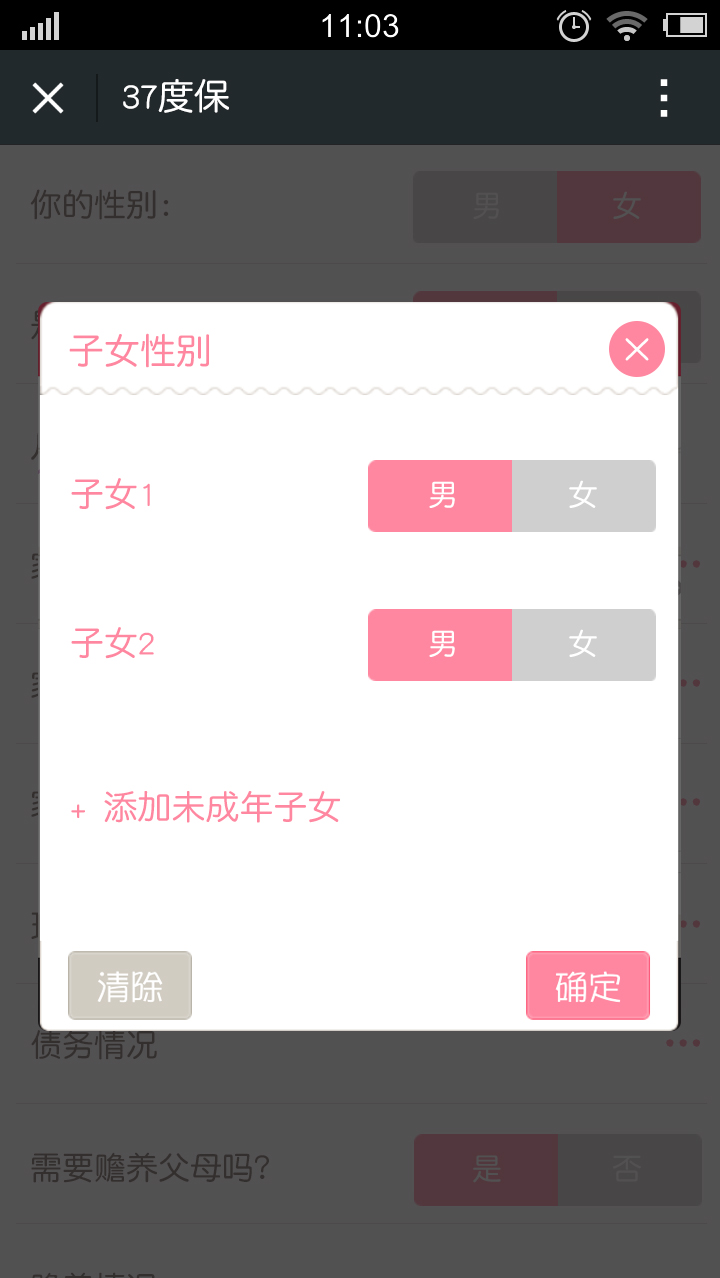 11:03
37度保
你的性别:
男 女
子女性别
子女1
男 女
子女2
男 女
+ 添加未成年子女
清除 确定
债务情况
需要赡养父母吗?
是 否